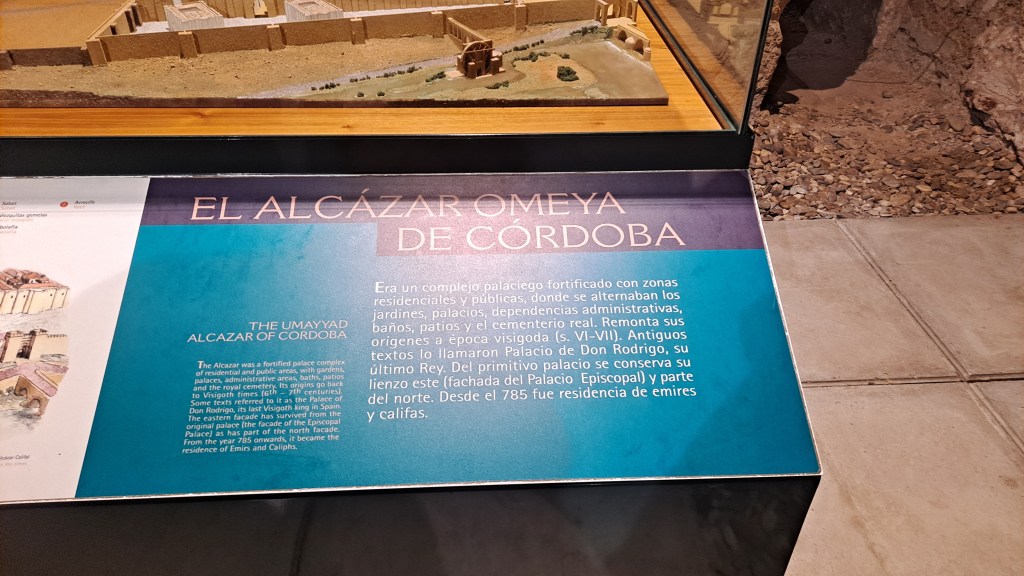 EL ALCÁZAR OMEYA
DE CÓRDOBA
Era un complejo palaciego fortificado con zonas
residenciales y públicas, donde se alternaban los
jardines, palacios, dependencias administrativas,
baños, patios y el cementerio real. Remonta sus
orígenes a época visigoda (s. VI-VII). Antiguos
textos lo llamaron Palacio de Don Rodrigo, su
último Rey. Del primitivo palacio se conserva su
lienzo este (fachada del Palacio Episcopal) y parte
del norte. Desde el 785 fue residencia de emires
y califas.
THE UMAYYAD
ALCAZAR OF CORDOBA
The Alcazar was a fortified palace complex
of residential and public areas, with gardens,
palaces, administrative areas, baths, patios
and the royal cemetery. Its origins go back
to Visigoth times (6th – 7th centuries).
Some texts referred to it as the Palace of
Don Rodrigo, its last Visigoth king in Spain.
The eastern facade has survived from the
original palace (the facade of the Episcopal
Palace) as has part of the north facade.
From the year 785 onwards, it became the
residence of Emirs and Caliphs.